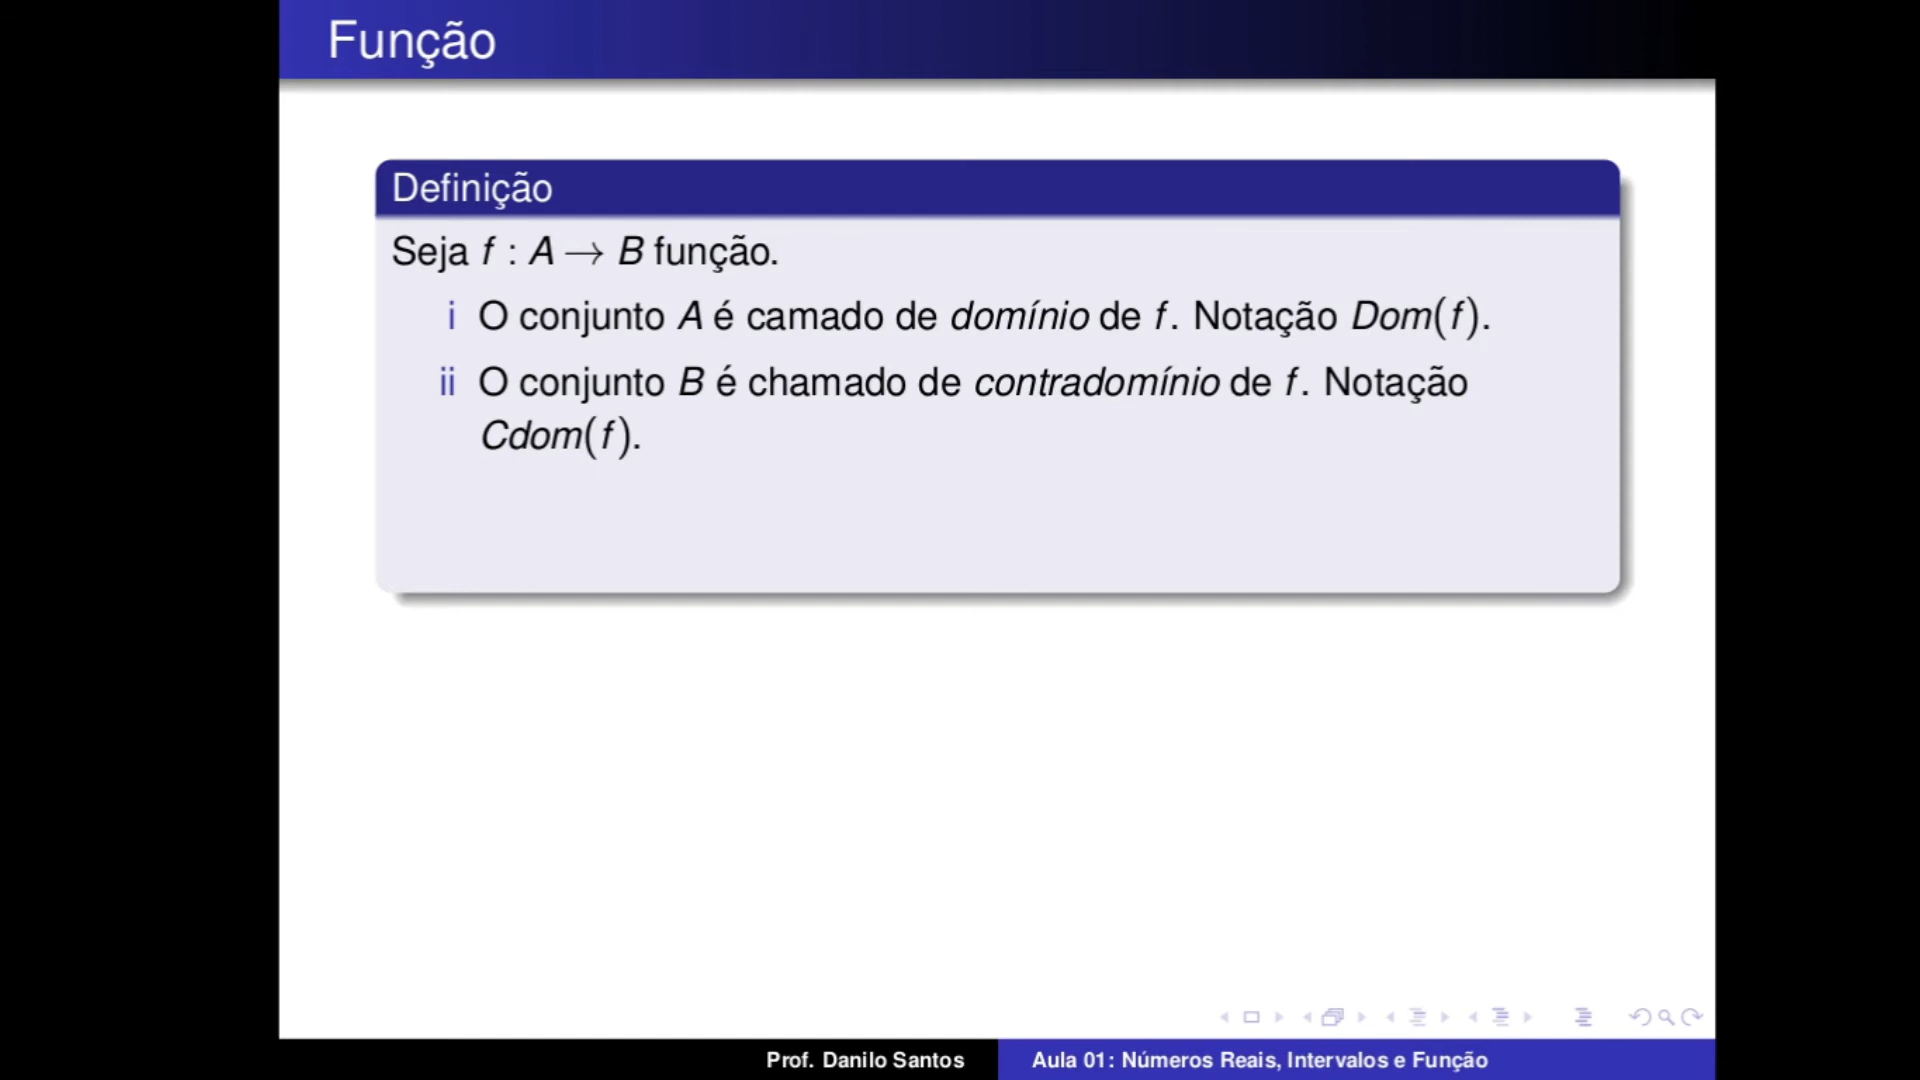 Função
Definição
Seja f : A → B função.
i O conjunto A é camado de domínio de f. Notação Dom(f).
ii O conjunto B é chamado de contradomínio de f. Notação
Cdom(f).
Prof. Danilo Santos
Aula 01: Números Reais, Intervalos e Função